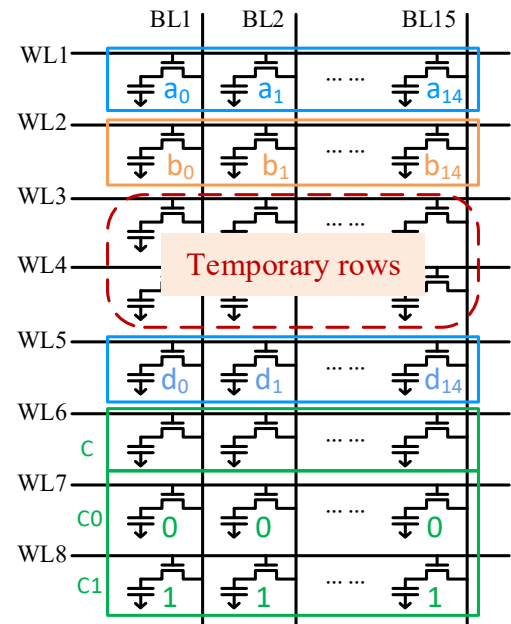 BL1 BL2 BL15
WL1
a0 a1 ... ... a14
WL2
b0 b1 ... ... b14
WL3
... ...
WL4
Temporary rows
... ...
WL5
d0 d1 ... ... d14
WL6
C ... ...
WL7
C0 0 0 ... ... 0
WL8
C1 1 1 ... ... 1